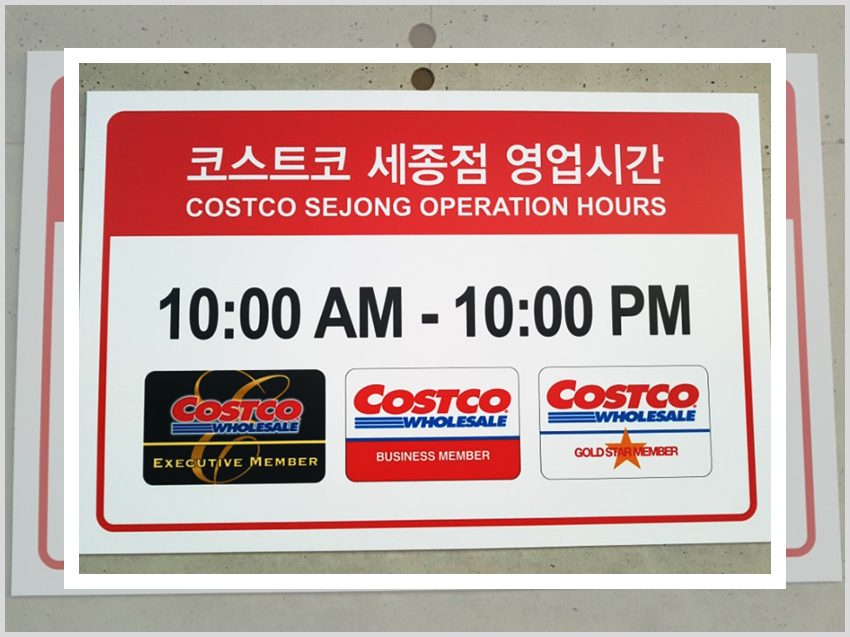 코스트코 세종점 영업시간
COSTCO SEJONG OPERATION HOURS
10:00 AM - 10:00 PM
COSTCO
WHOLESALE
EXECUTIVE MEMBER
COSTCO
WHOLESALE
BUSINESS MEMBER
COSTCO
WHOLESALE
GOLD STAR MEMBER